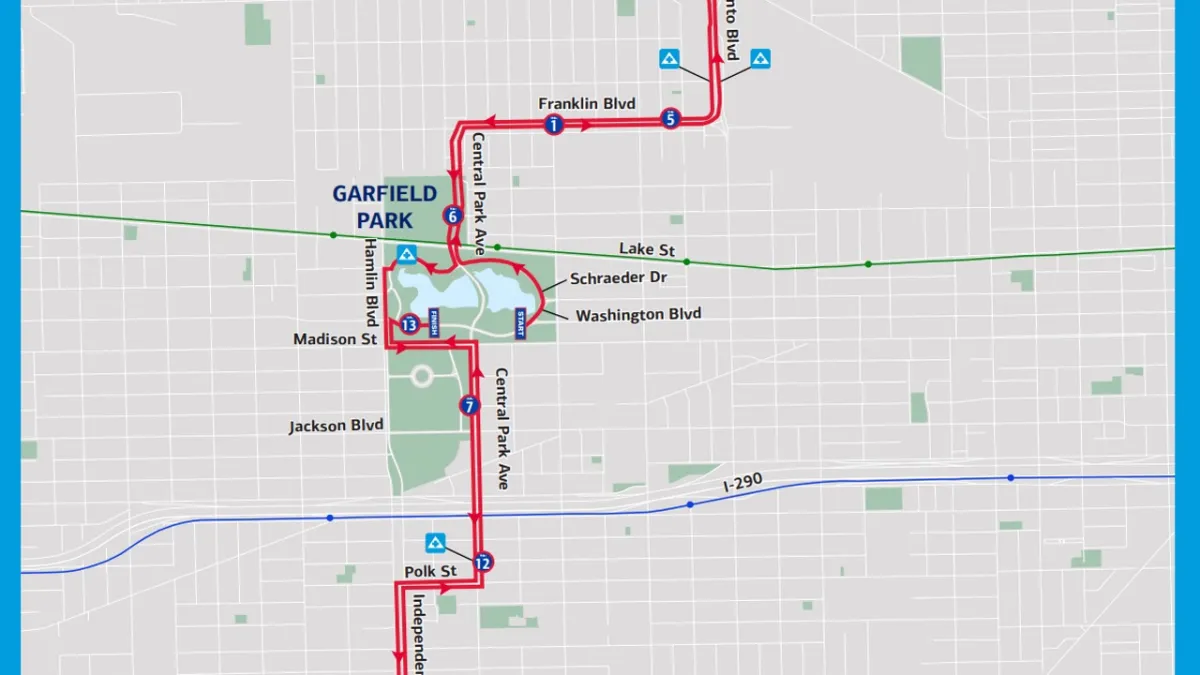 nto Blvd
Franklin Blvd
1
5
Central Park Ave
GARFIELD
PARK
6
Lake St
Hamlin Blvd
Schraeder Dr
13
FINISH
START
Washington Blvd
Madison St
Central Park Ave
7
Jackson Blvd
I-290
12
Polk St
Independen